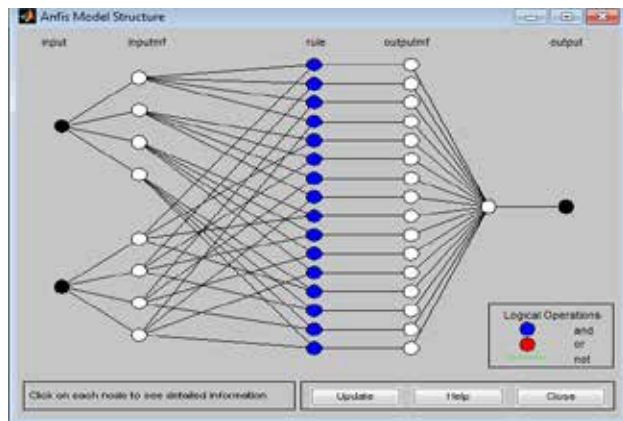 Anfis Model Structure
input inputmf rule outputmf output
Logical Operations
and
or
not
Click on each node to see detailed information
Update Help Close